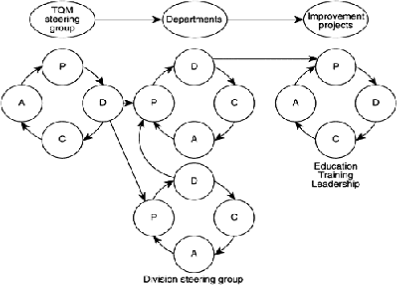 TQM
steering
group
Departments
Improvement
projects
P
D
P
A
D
P
C
A
D
C
A
C
Education
Training
Leadership
D
P
C
A
Division steering group